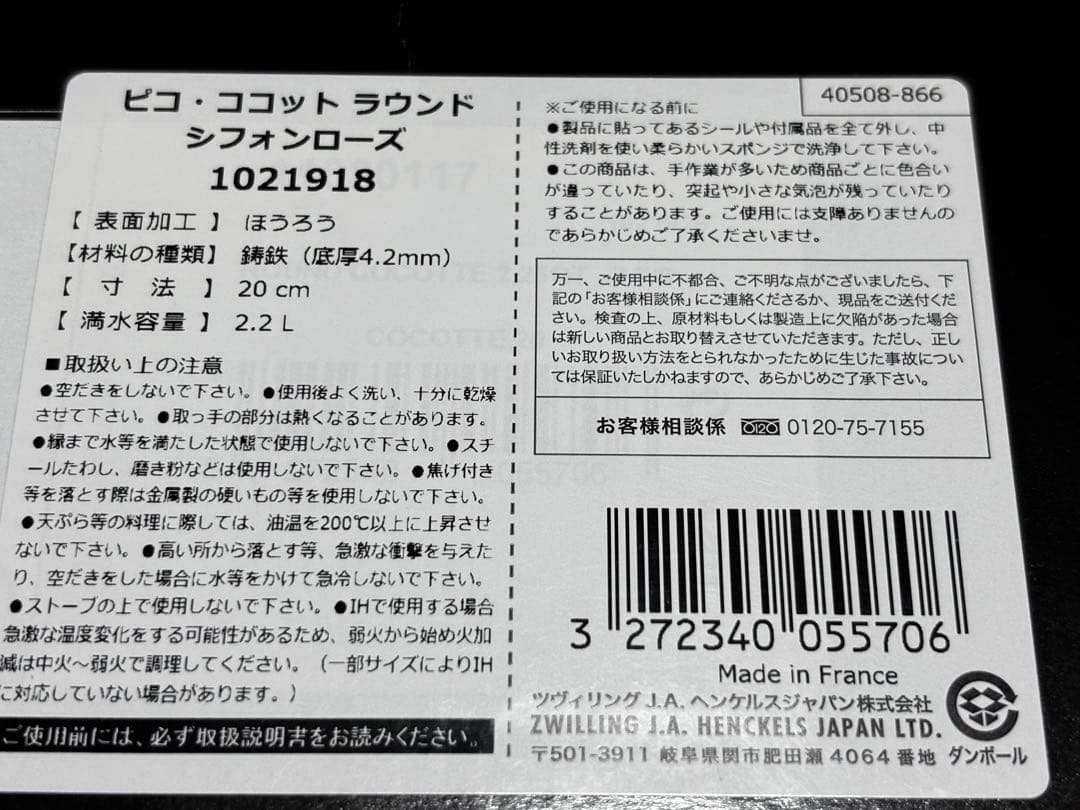 ピコ・ココット ラウンド
シフォンローズ
1021918
【 表面加工 】 ほうろう
【材料の種類】 鋳鉄（底厚4.2mm）
【 寸 法 】 20 cm
【 満水容量 】 2.2 L
■取扱い上の注意
●空だきをしないで下さい。●使用後よく洗い、十分に乾燥
させて下さい。●取っ手の部分は熱くなることがあります。
●縁まで水等を満たした状態で使用しないで下さい。●スチ
ールたわし、磨き粉などは使用しないで下さい。●焦げ付き
等を落とす際は金属製の硬いもの等を使用しないで下さい。
●天ぷら等の料理に際しては、油温を200℃以上に上昇させ
ないで下さい。●高い所から落とす等、急激な衝撃を与えた
り、空だきをした場合に水等をかけて急冷しないで下さい。
●ストーブの上で使用しないで下さい。●IHで使用する場合
急激な温度変化をする可能性があるため、弱火から始め火加
減は中火～弱火で調理してください。（一部サイズによりIH
に対応していない場合があります。）
ご使用前には、必ず取扱説明書をお読みください。
40508-866
※ご使用になる前に
●製品に貼ってあるシールや付属品を全て外し、中
性洗剤を使い柔らかいスポンジで洗浄して下さい。
●この商品は、手作業が多いため商品ごとに色合い
が違っていたり、突起や小さな気泡が残っていたり
することがあります。ご使用には支障ありませんの
であらかじめご了承くださいませ。
万一、ご使用中に不都合、ご不明な点がございましたら、下
記の「お客様相談係」にご連絡くださるか、現品をご送付くだ
さい。検査の上、原材料もしくは製造上に欠陥があった場合
は新しい商品とお取り替えさせていただきます。ただし、正し
いお取り扱い方法をとられなかったために生じた事故につい
ては保証いたしかねますので、あらかじめご了承下さい。
お客様相談係 0120-75-7155
3 272340 055706
Made in France
ツヴィリング J.A. ヘンケルスジャパン株式会社
ZWILLING J.A. HENCKELS JAPAN LTD.
〒501-3911 岐阜県関市肥田瀬 4064 番地
ダンボール